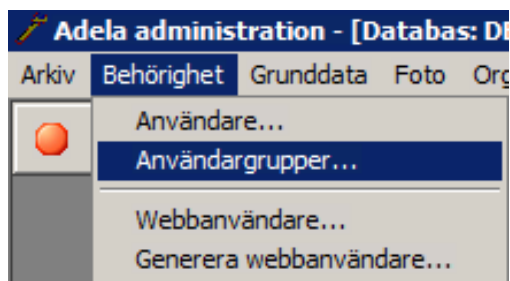 Adela administration - [Databas: DE
Arkiv Behörighet Grunddata Foto Org
Användare...
Användargrupper...
Webbanvändare...
Generera webbanvändare...